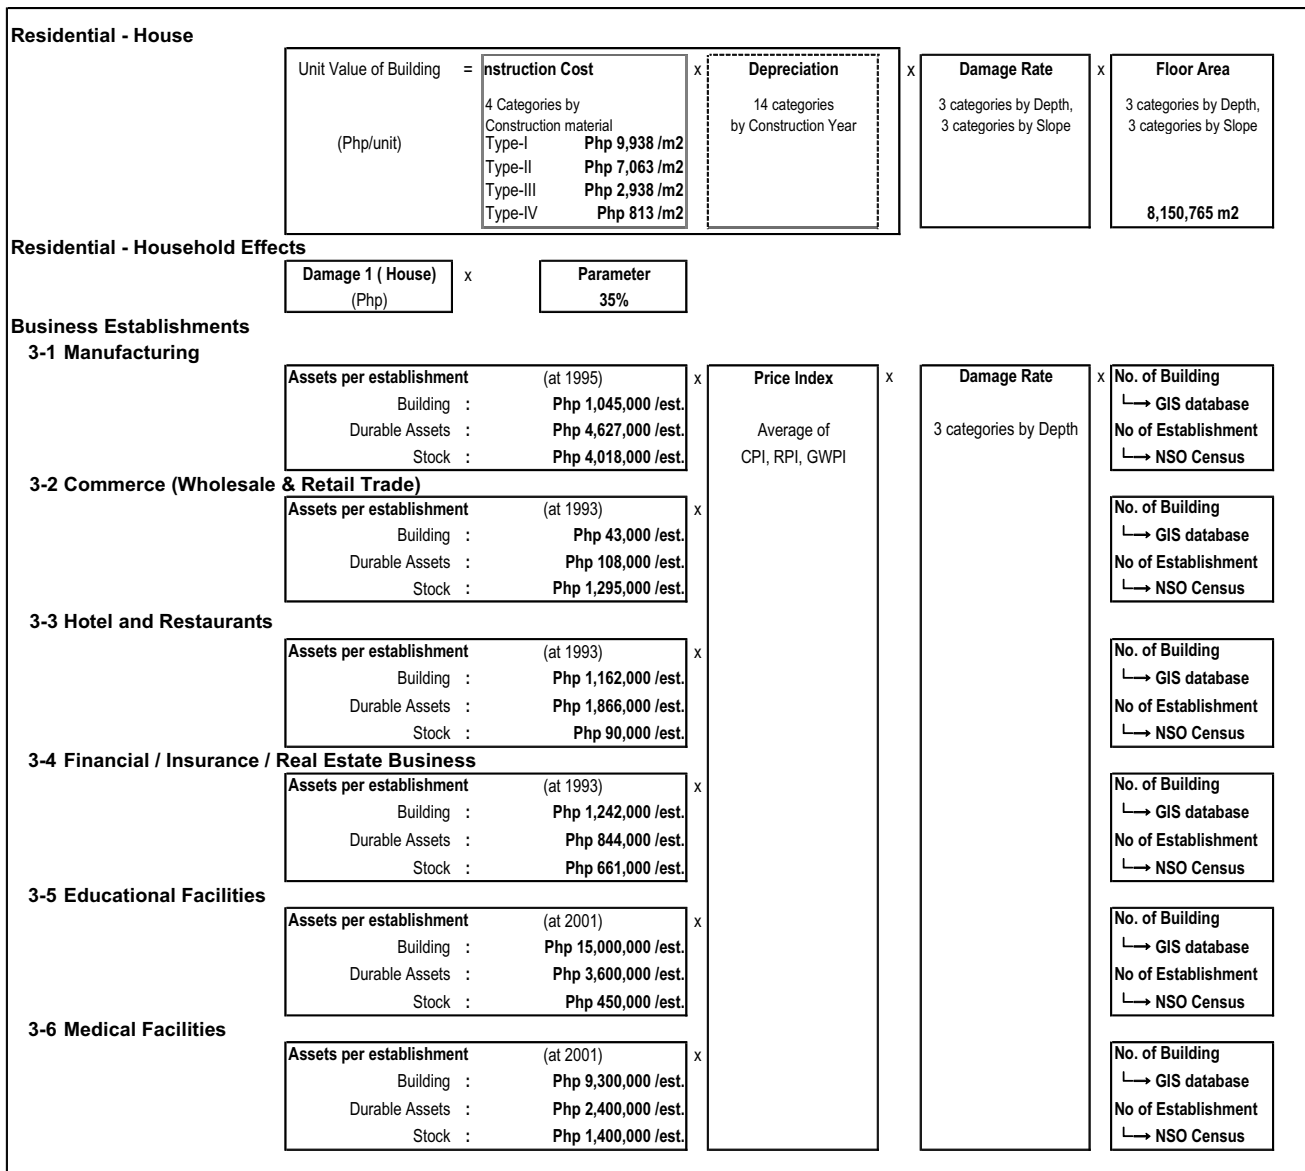 Residential - House
Unit Value of Building = nstruction Cost x Depreciation x Damage Rate x Floor Area
4 Categories by 14 categories 3 categories by Depth, 3 categories by Depth,
Construction material by Construction Year 3 categories by Slope 3 categories by Slope
(Php/unit) Type-I Php 9,938 /m2
Type-II Php 7,063 /m2
Type-III Php 2,938 /m2
Type-IV Php 813 /m2 8,150,765 m2
Residential - Household Effects
Damage 1 ( House) x Parameter
(Php) 35%
Business Establishments
3-1 Manufacturing
Assets per establishment (at 1995) x Price Index x Damage Rate x No. of Building
Building : Php 1,045,000 /est. └→ GIS database
Durable Assets : Php 4,627,000 /est. Average of 3 categories by Depth No of Establishment
Stock : Php 4,018,000 /est. CPI, RPI, GWPI └→ NSO Census
3-2 Commerce (Wholesale & Retail Trade)
Assets per establishment (at 1993) x No. of Building
Building : Php 43,000 /est. └→ GIS database
Durable Assets : Php 108,000 /est. No of Establishment
Stock : Php 1,295,000 /est. └→ NSO Census
3-3 Hotel and Restaurants
Assets per establishment (at 1993) x No. of Building
Building : Php 1,162,000 /est. └→ GIS database
Durable Assets : Php 1,866,000 /est. No of Establishment
Stock : Php 90,000 /est. └→ NSO Census
3-4 Financial / Insurance / Real Estate Business
Assets per establishment (at 1993) x No. of Building
Building : Php 1,242,000 /est. └→ GIS database
Durable Assets : Php 844,000 /est. No of Establishment
Stock : Php 661,000 /est. └→ NSO Census
3-5 Educational Facilities
Assets per establishment (at 2001) x No. of Building
Building : Php 15,000,000 /est. └→ GIS database
Durable Assets : Php 3,600,000 /est. No of Establishment
Stock : Php 450,000 /est. └→ NSO Census
3-6 Medical Facilities
Assets per establishment (at 2001) x No. of Building
Building : Php 9,300,000 /est. └→ GIS database
Durable Assets : Php 2,400,000 /est. No of Establishment
Stock : Php 1,400,000 /est. └→ NSO Census